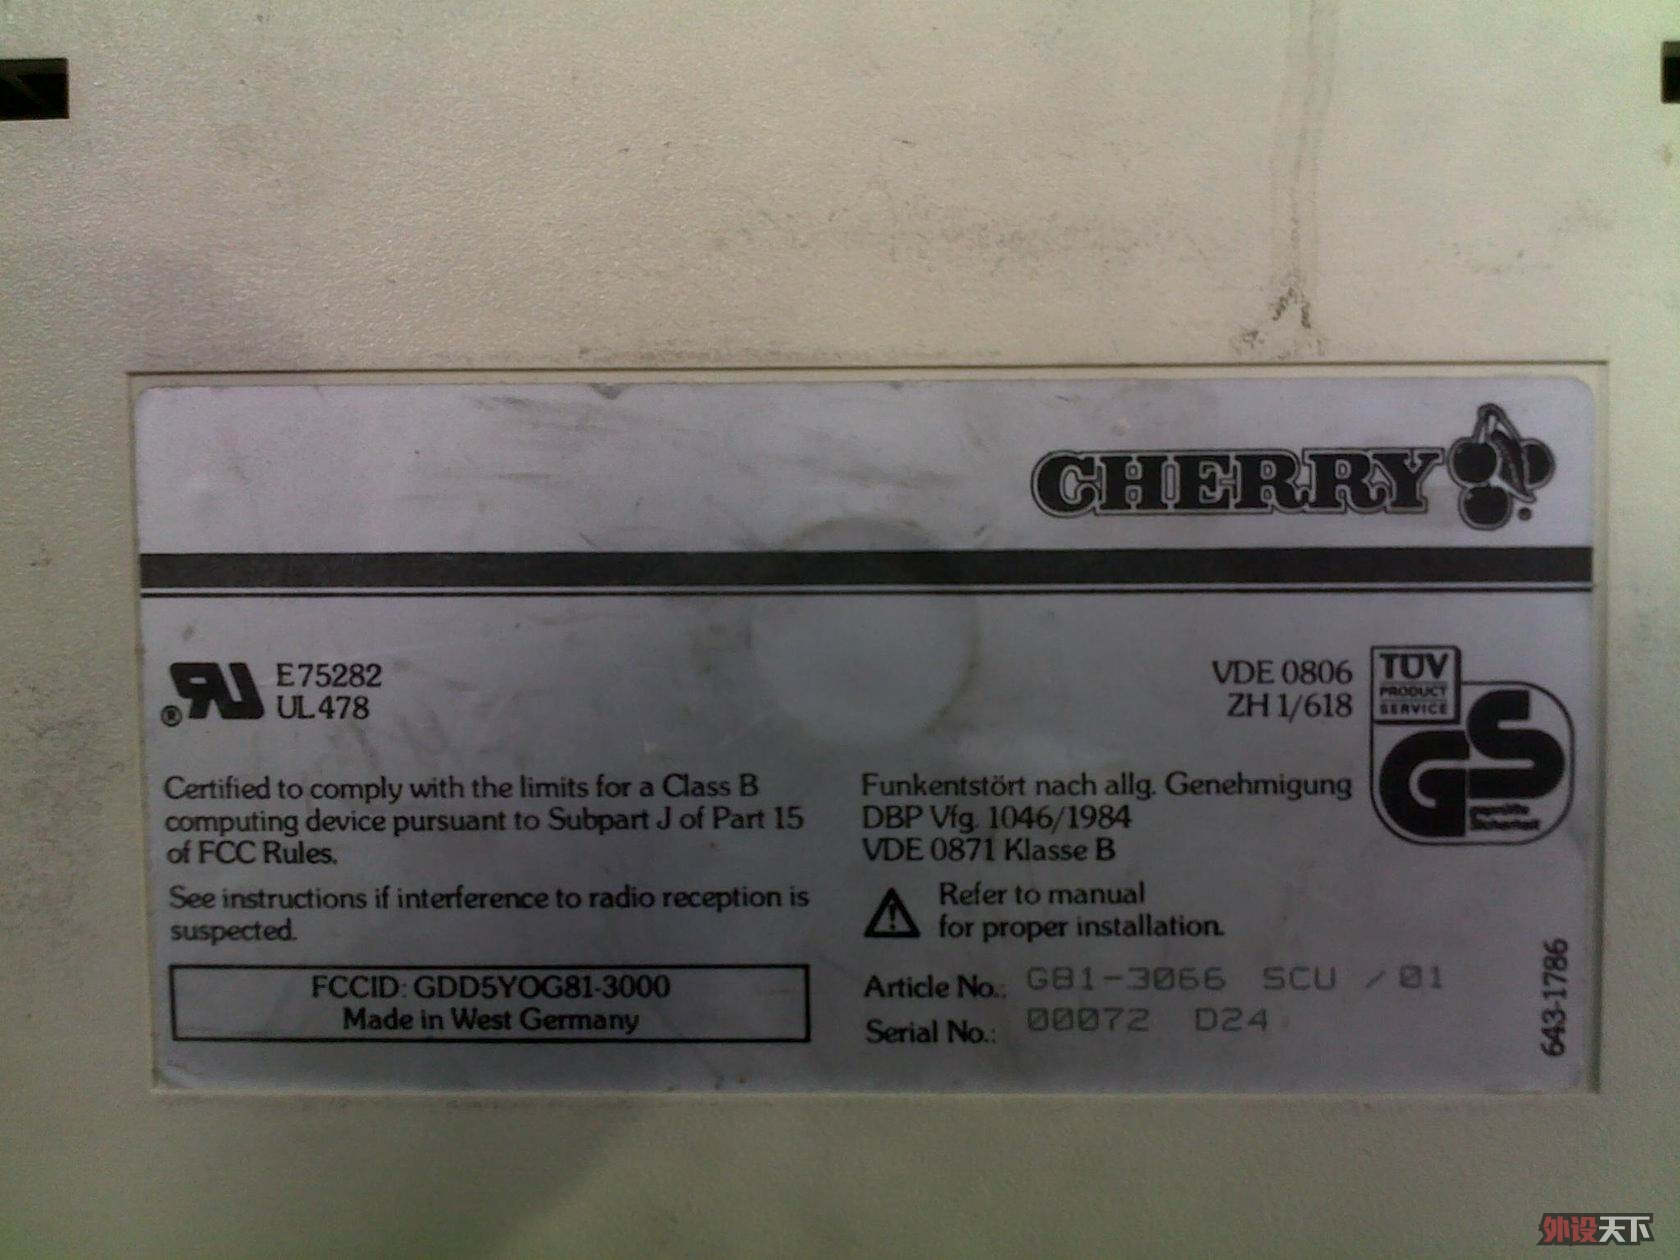 CHERRY
®
E75282
UL478
VDE 0806
ZH 1/618
TÜV
PRODUCT
SERVICE
GS
geprüfte
Sicherheit
Certified to comply with the limits for a Class B
computing device pursuant to Subpart J of Part 15
of FCC Rules.
See instructions if interference to radio reception is
suspected.
FCCID: GDD5YOG81-3000
Made in West Germany
Funkentstört nach allg. Genehmigung
DBP Vfg. 1046/1984
VDE 0871 Klasse B
Refer to manual
for proper installation.
Article No.: G81-3066 SCU /01
Serial No.: 00072 D24
643-1786
外设天下